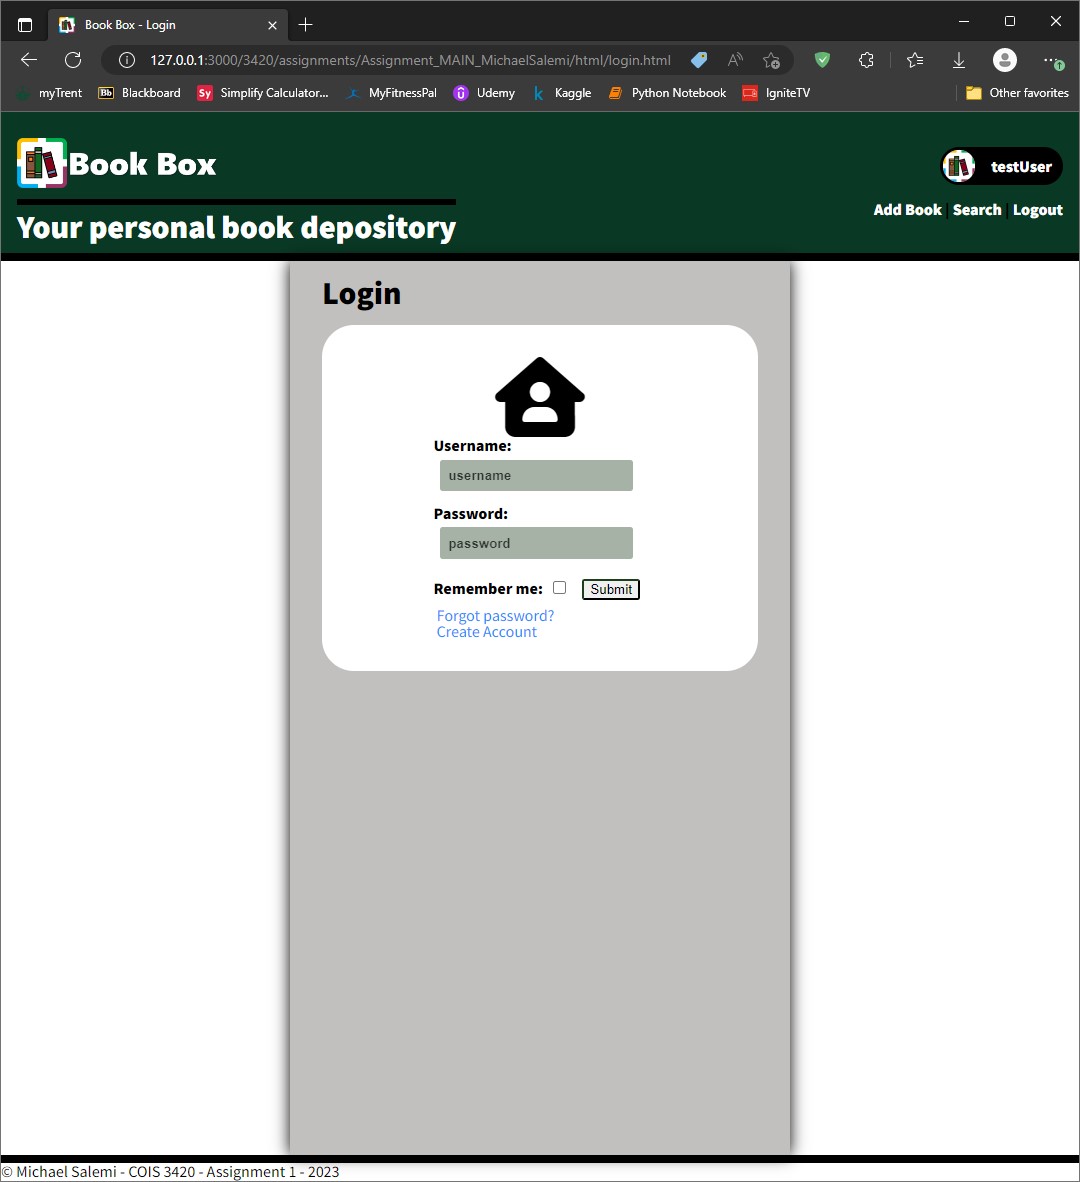 Book Box - Login
127.0.0.1:3000/3420/assignments/Assignment_MAIN_MichaelSalemi/html/login.html
myTrent Bb Blackboard Sy Simplify Calculator... MyFitnessPal û Udemy k Kaggle Python Notebook IgniteTV Other favorites
Book Box
testUser
Add Book | Search | Logout
Your personal book depository
Login
Username:
username
Password:
password
Remember me: Submit
Forgot password?
Create Account
© Michael Salemi - COIS 3420 - Assignment 1 - 2023